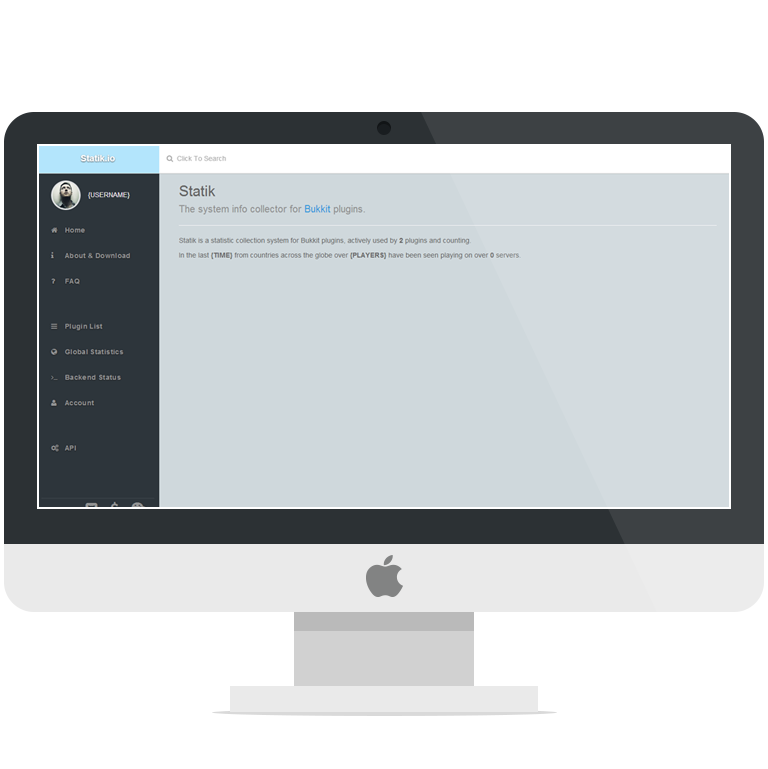 Statik.io
Click To Search
{USERNAME}
Home
About & Download
FAQ
Plugin List
Global Statistics
Backend Status
Account
API
Statik
The system info collector for Bukkit plugins.
Statik is a statistic collection system for Bukkit plugins, actively used by 2 plugins and counting.
In the last {TIME} from countries across the globe over {PLAYERS} have been seen playing on over 0 servers.